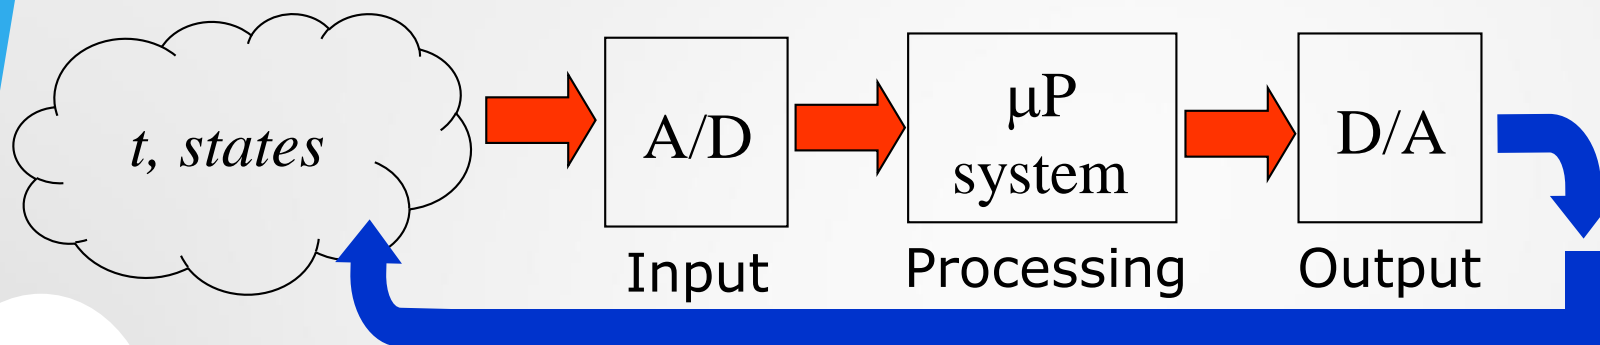 t, states
A/D
μP
system
D/A
Input
Processing
Output